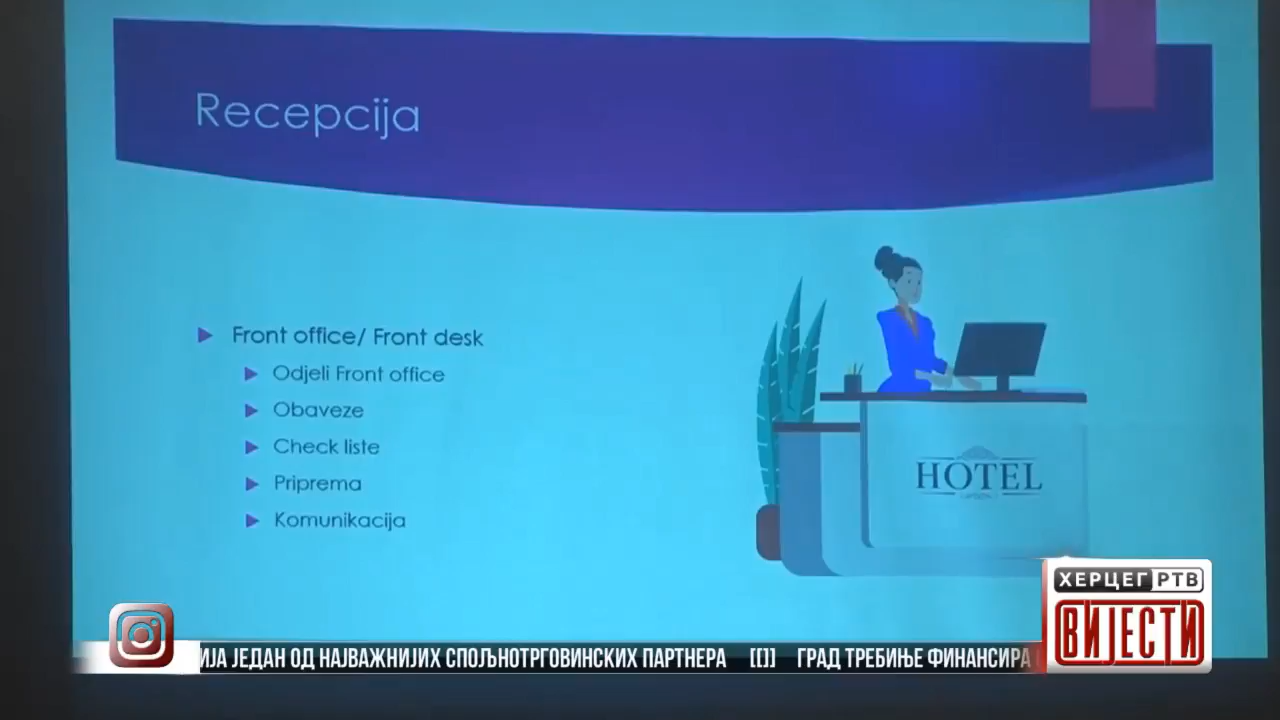 Recepcija
Front office/ Front desk
Odjeli Front office
Obaveze
Check liste
Priprema
Komunikacija
HOTEL
ХЕРЦЕГ РТВ
ВИЈЕСТИ
ИЈА ЈЕДАН ОД НАЈВАЖНИЈИХ СПОЉНОТРГОВИНСКИХ ПАРТНЕРА [[]] ГРАД ТРЕБИЊЕ ФИНАНСИРА